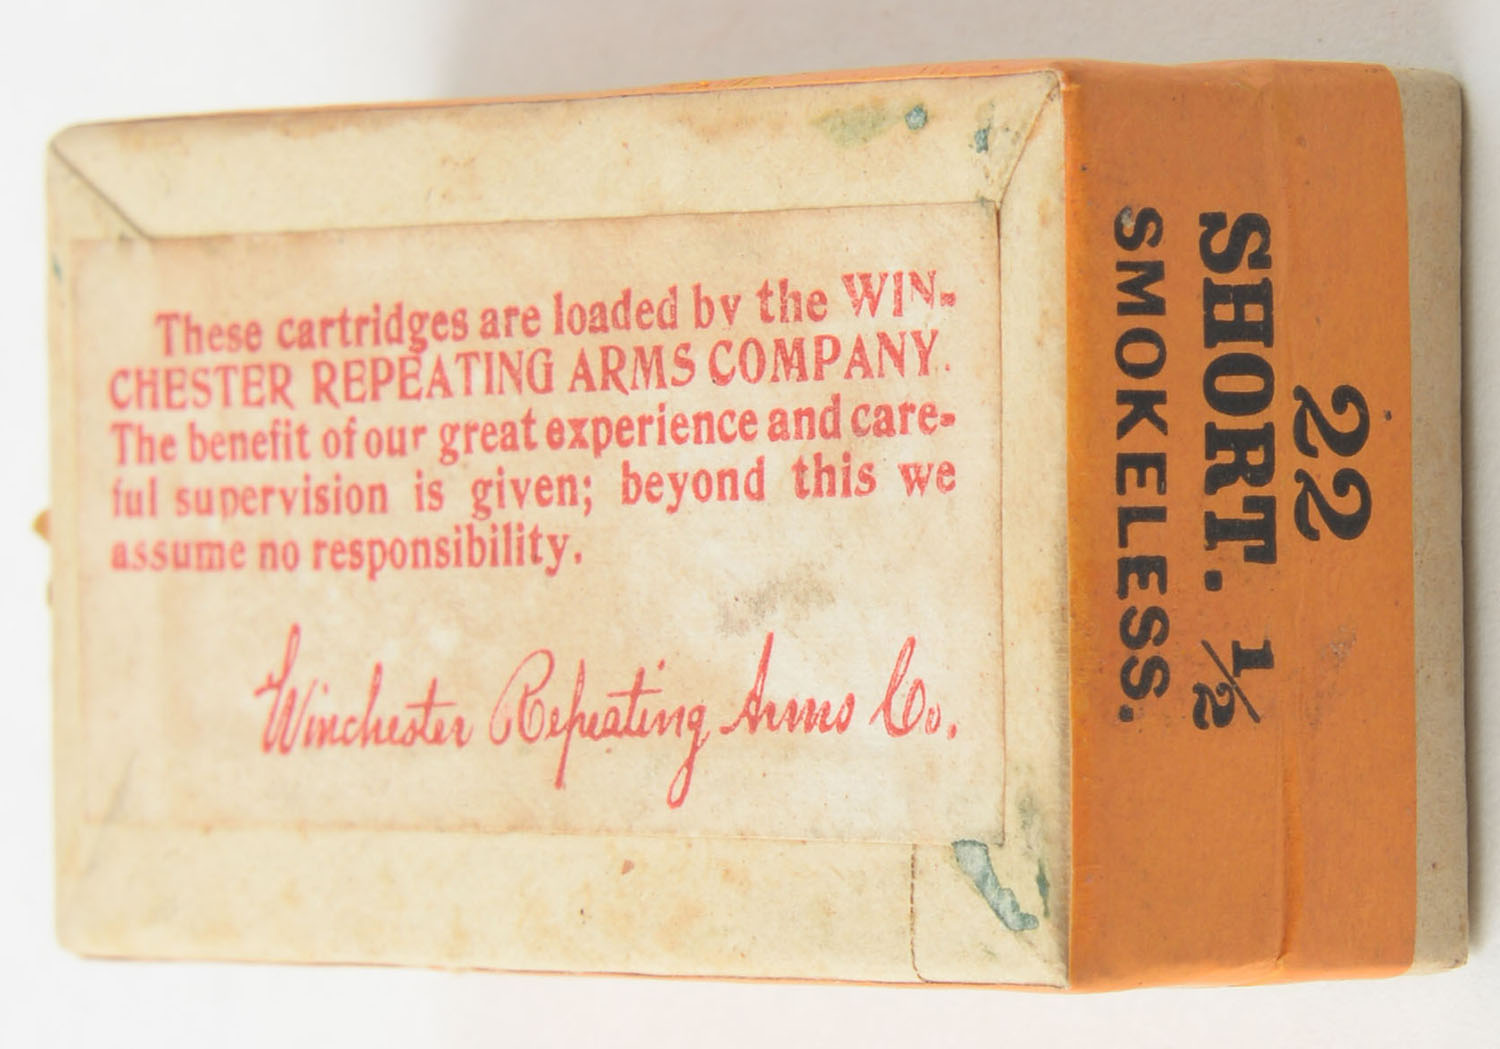 These cartridges are loaded by the WIN-
CHESTER REPEATING ARMS COMPANY.
The benefit of our great experience and care-
ful supervision is given; beyond this we
assume no responsibility.
Winchester Repeating Arms Co.
22
SHORT. 1/2
SMOKELESS.